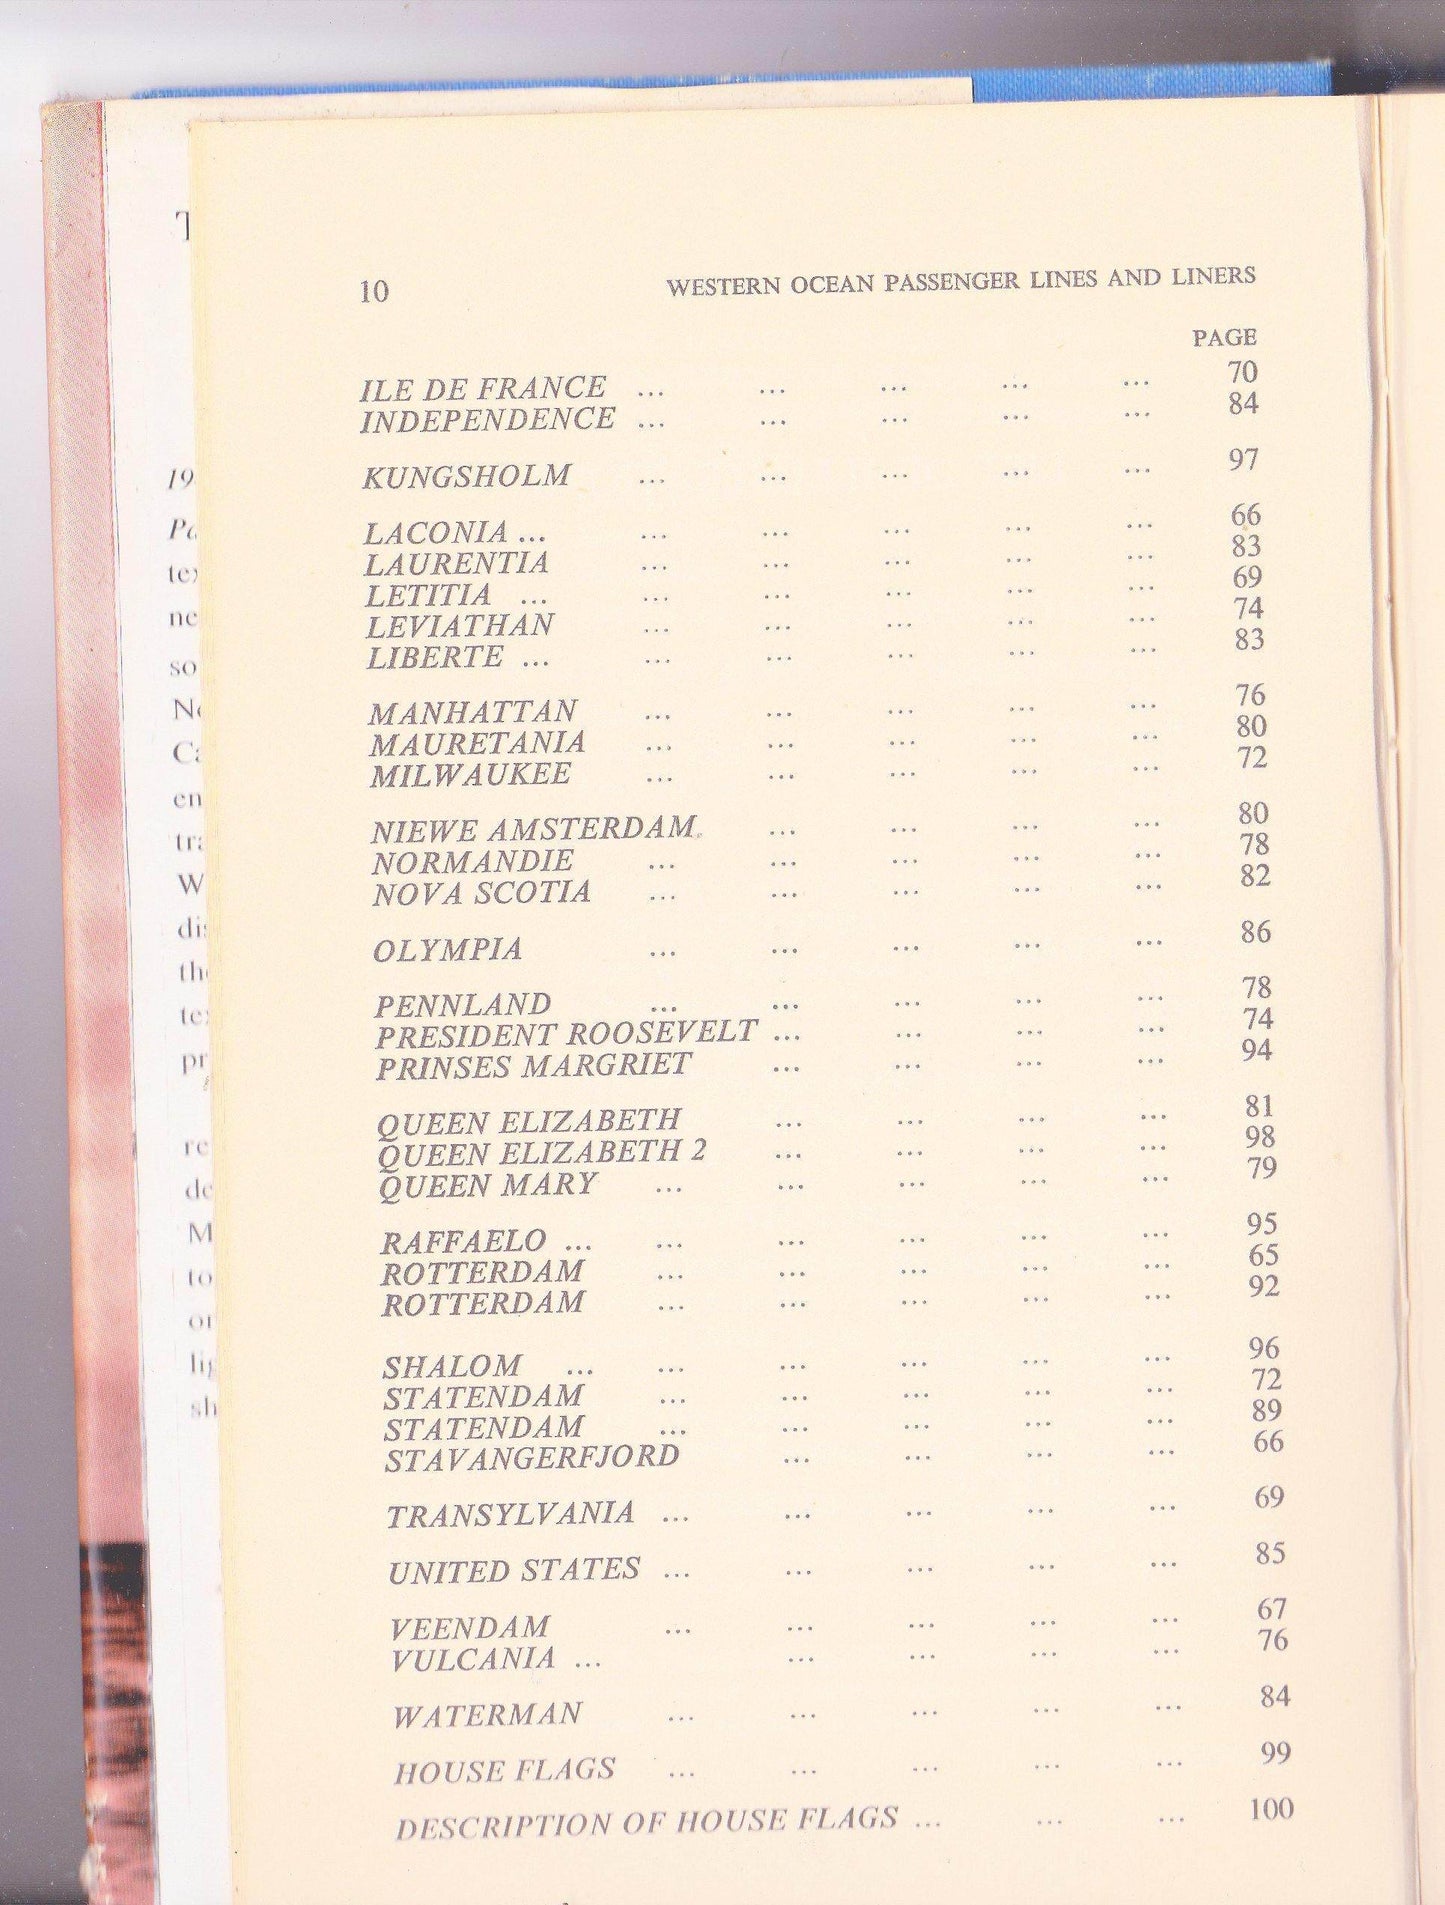 10 WESTERN OCEAN PASSENGER LINES AND LINERS
PAGE
ILE DE FRANCE ... ... ... ... ... 70
INDEPENDENCE ... ... ... ... ... 84
KUNGSHOLM ... ... ... ... ... 97
LACONIA ... ... ... ... ... ... 66
LAURENTIA ... ... ... ... ... 83
LETITIA ... ... ... ... ... ... 69
LEVIATHAN ... ... ... ... ... 74
LIBERTE ... ... ... ... ... ... 83
MANHATTAN ... ... ... ... ... 76
MAURETANIA ... ... ... ... ... 80
MILWAUKEE ... ... ... ... ... 72
NIEWE AMSTERDAM. ... ... ... ... 80
NORMANDIE ... ... ... ... ... 78
NOVA SCOTIA ... ... ... ... ... 82
OLYMPIA ... ... ... ... ... 86
PENNLAND ... ... ... ... ... 78
PRESIDENT ROOSEVELT ... ... ... ... 74
PRINSES MARGRIET ... ... ... ... 94
QUEEN ELIZABETH ... ... ... ... 81
QUEEN ELIZABETH 2 ... ... ... ... 98
QUEEN MARY ... ... ... ... ... 79
RAFFAELO ... ... ... ... ... ... 95
ROTTERDAM ... ... ... ... ... 65
ROTTERDAM ... ... ... ... ... 92
SHALOM ... ... ... ... ... ... 96
STATENDAM ... ... ... ... ... 72
STATENDAM ... ... ... ... ... 89
STAVANGERFJORD ... ... ... ... 66
TRANSYLVANIA ... ... ... ... ... 69
UNITED STATES ... ... ... ... ... 85
VEENDAM ... ... ... ... ... 67
VULCANIA ... ... ... ... ... 76
WATERMAN ... ... ... ... ... 84
HOUSE FLAGS ... ... ... ... ... 99
DESCRIPTION OF HOUSE FLAGS ... ... ... 100